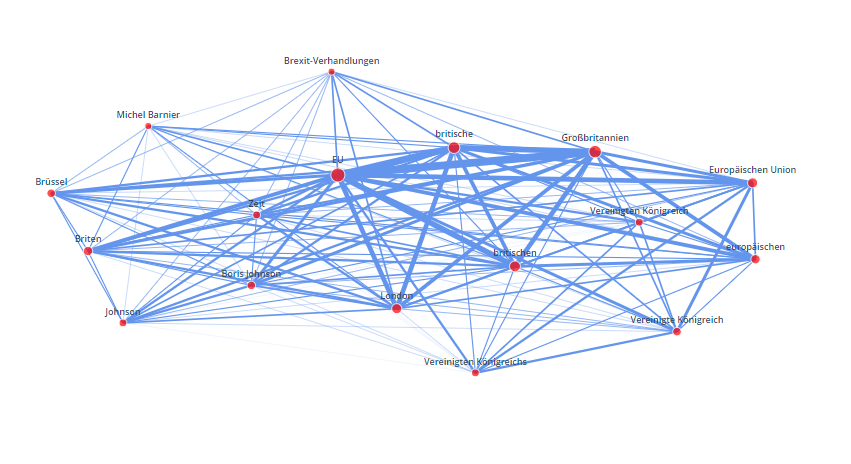 Brexit-Verhandlungen
Michel Barnier
britische
Großbritannien
EU
Europäischen Union
Brüssel
Zeit
Vereinigten Königreich
Briten
europäischen
britischen
Boris Johnson
London
Johnson
Vereinigte Königreich
Vereinigten Königreichs